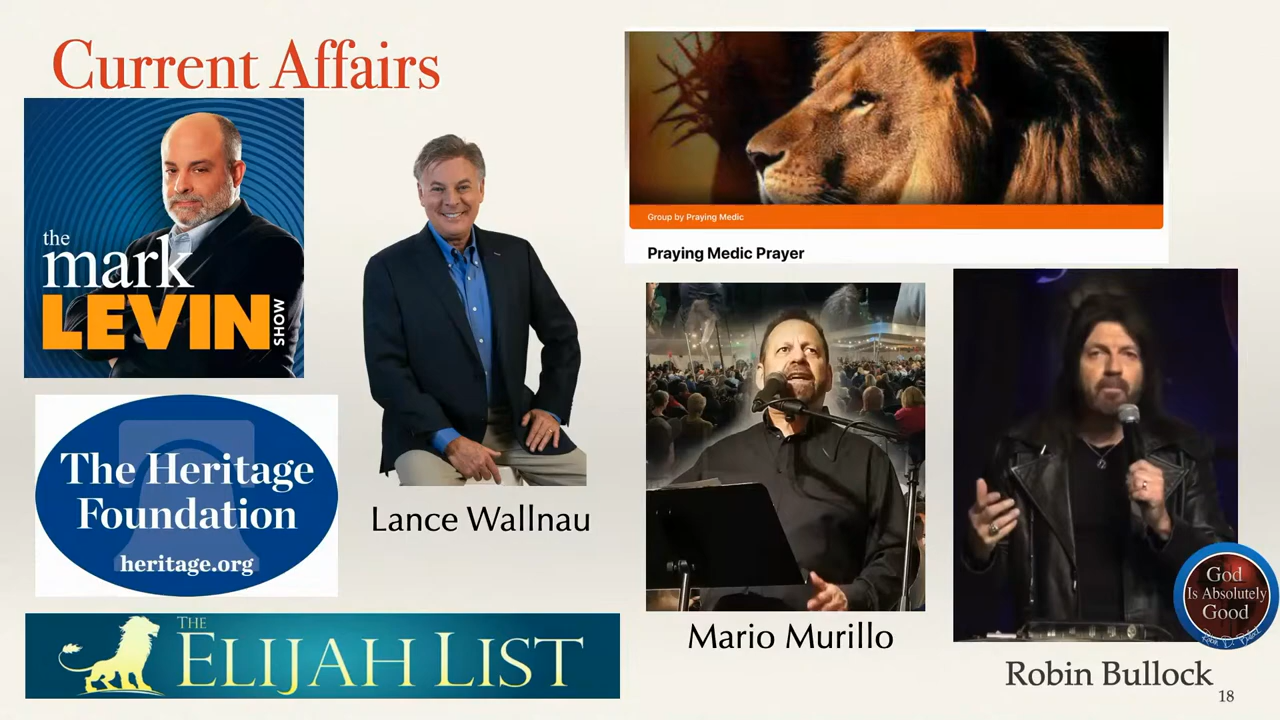 Current Affairs
the
mark
LEVIN
SHOW
The Heritage
Foundation
heritage.org
THE
ELIJAH LIST
Lance Wallnau
Group by Praying Medic
Praying Medic Prayer
Mario Murillo
God
Is Absolutely
Good
Robin Bullock
18